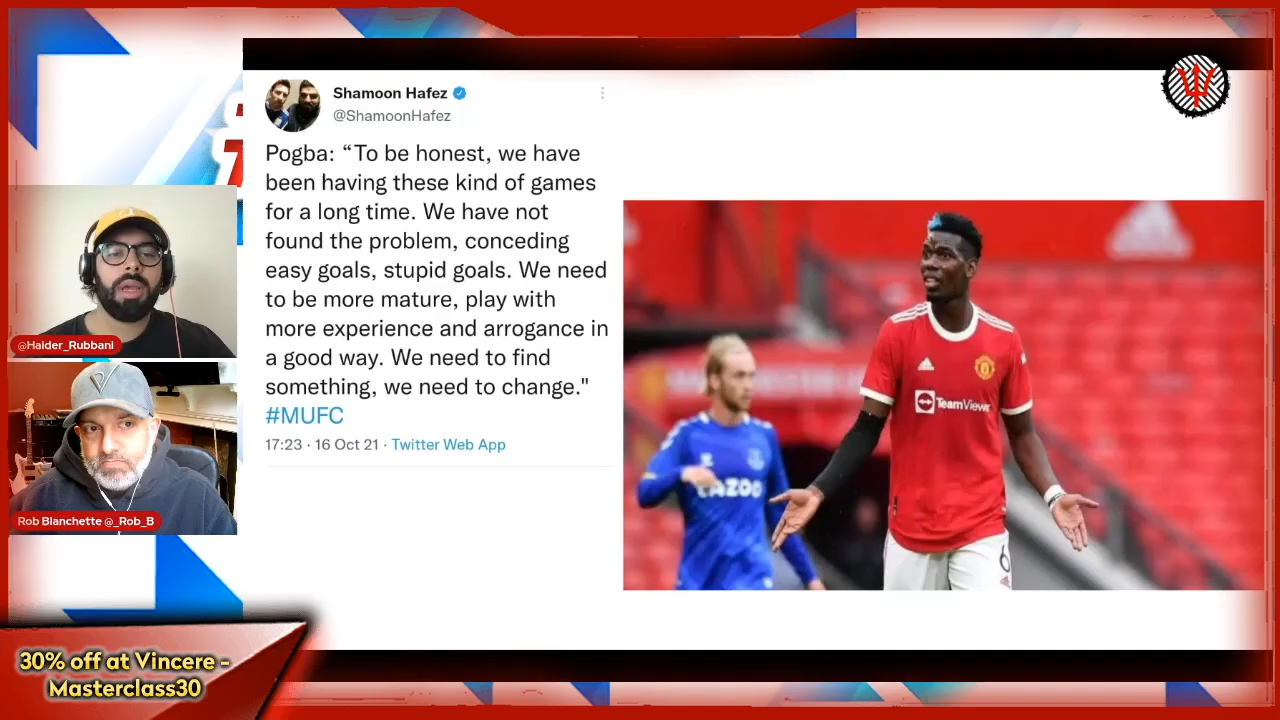 Shamoon Hafez
@ShamoonHafez
Pogba: “To be honest, we have
been having these kind of games
for a long time. We have not
found the problem, conceding
easy goals, stupid goals. We need
to be more mature, play with
more experience and arrogance in
a good way. We need to find
something, we need to change."
#MUFC
17:23 · 16 Oct 21 · Twitter Web App
@Haider_Rubbani
Rob Blanchette @_Rob_B
30% off at Vincere -
Masterclass30
CAZOO
TeamViewer
6